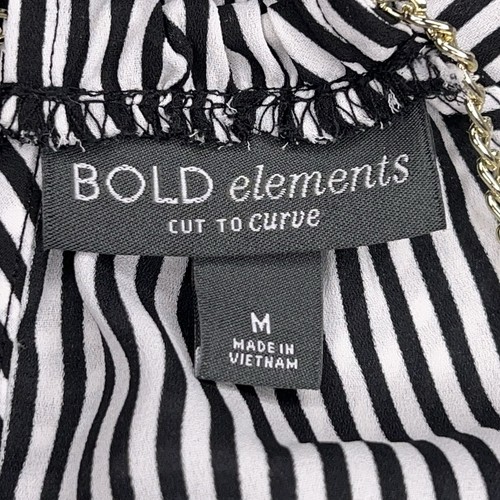 BOLD elements
CUT TO curve
M
MADE IN
VIETNAM